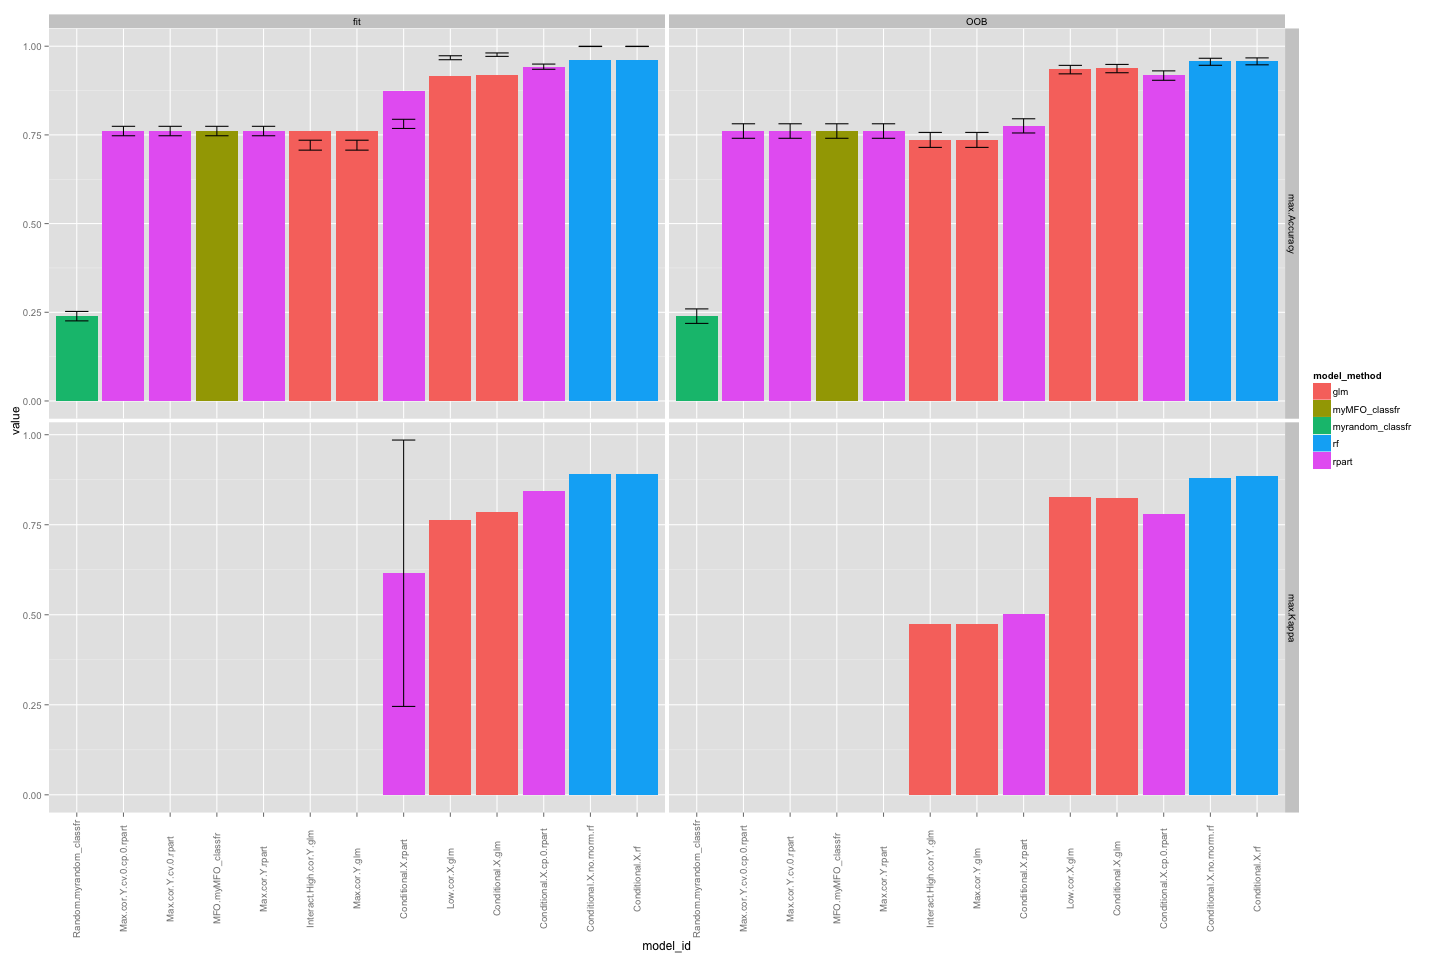 fit
OOB
1.00
0.75
0.50
0.25
0.00
max.Accuracy
value
1.00
0.75
0.50
0.25
0.00
max.Kappa
model_method
glm
myMFO_classfr
myrandom_classfr
rf
rpart
Random.myrandom_classfr
Max.cor.Y.cv.0.cp.0.rpart
Max.cor.Y.cv.0.rpart
MFO.myMFO_classfr
Max.cor.Y.rpart
Interact.High.cor.Y.glm
Max.cor.Y.glm
Conditional.X.rpart
Low.cor.X.glm
Conditional.X.glm
Conditional.X.cp.0.rpart
Conditional.X.no.rnorm.rf
Conditional.X.rf
Random.myrandom_classfr
Max.cor.Y.cv.0.cp.0.rpart
Max.cor.Y.cv.0.rpart
MFO.myMFO_classfr
Max.cor.Y.rpart
Interact.High.cor.Y.glm
Max.cor.Y.glm
Conditional.X.rpart
Low.cor.X.glm
Conditional.X.glm
Conditional.X.cp.0.rpart
Conditional.X.no.rnorm.rf
Conditional.X.rf
model_id